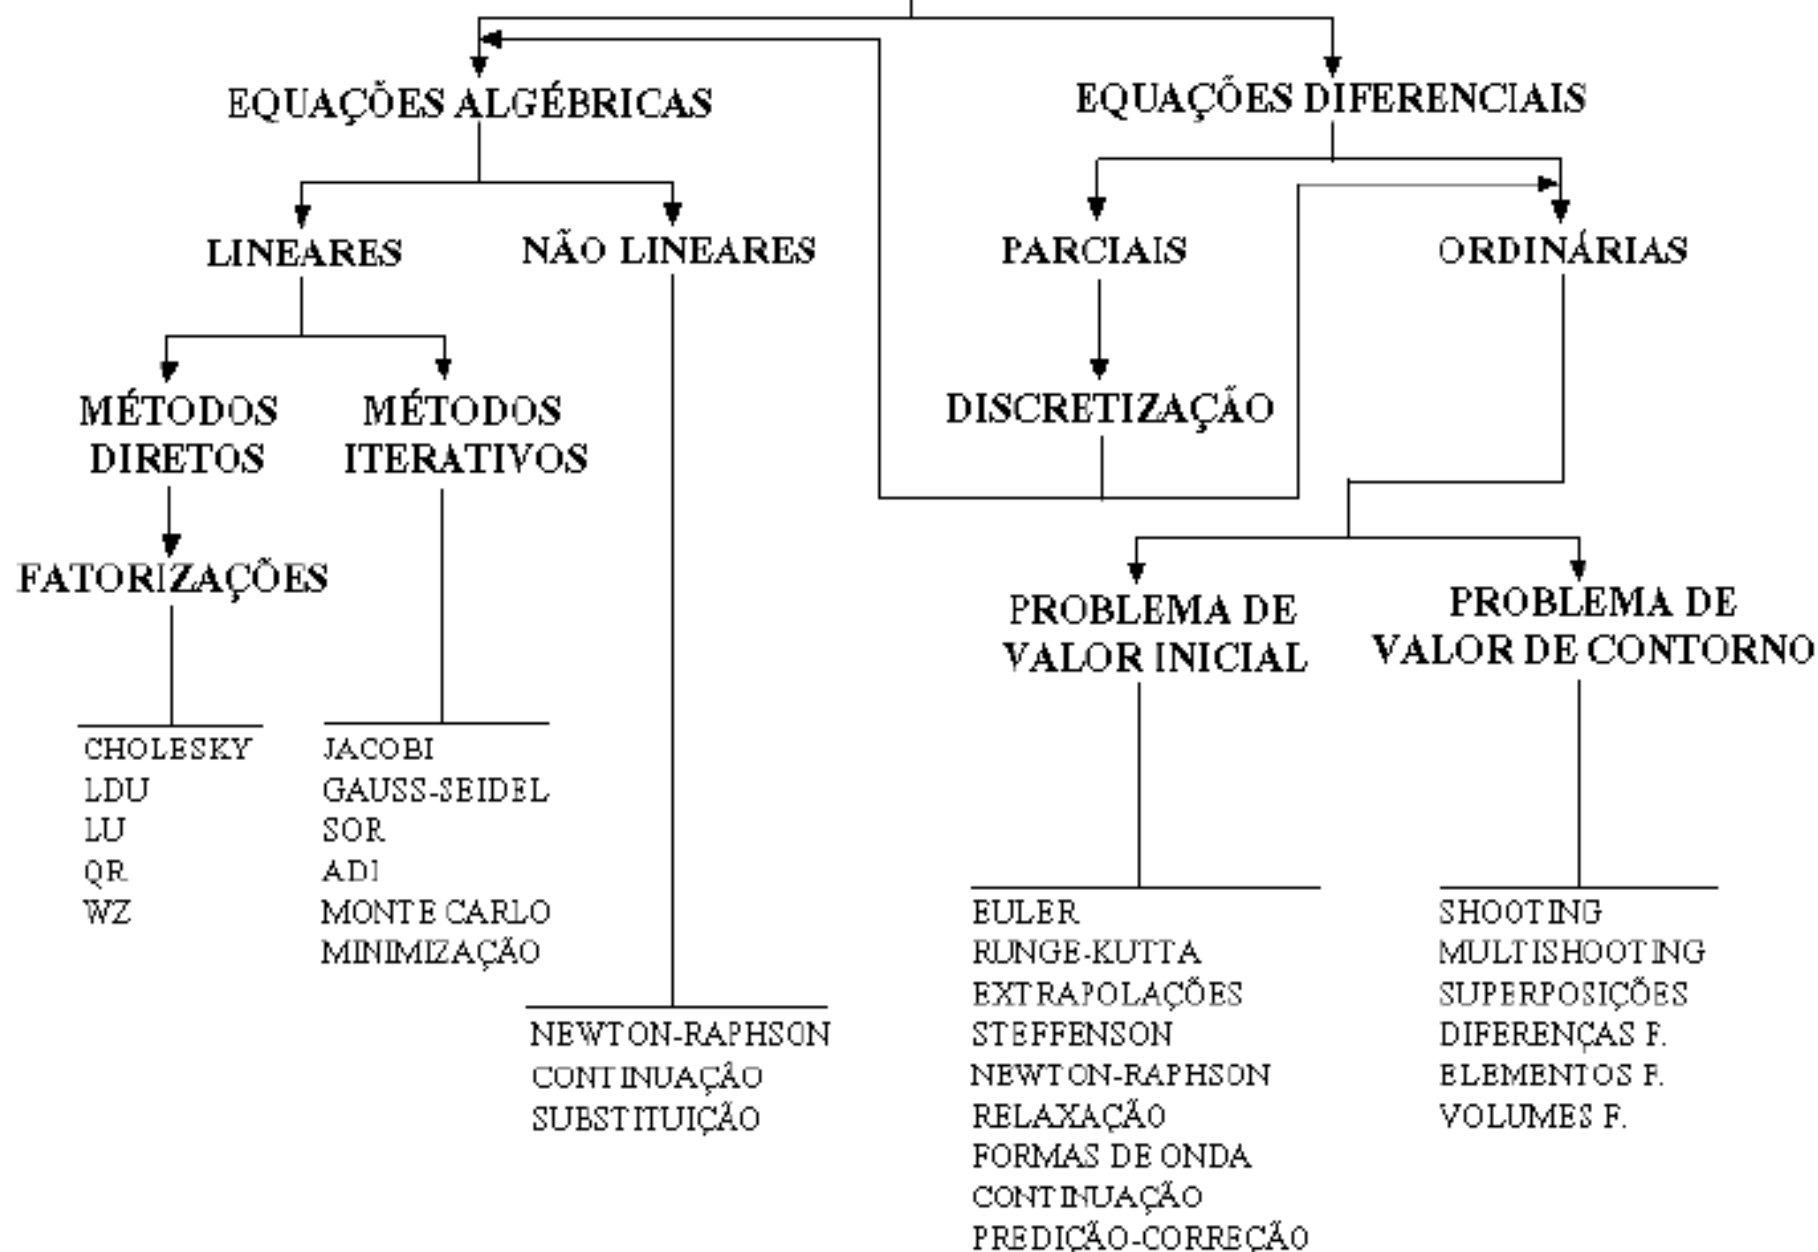 EQUAÇÕES ALGÉBRICAS
EQUAÇÕES DIFERENCIAIS
LINEARES
NÃO LINEARES
PARCIAIS
ORDINÁRIAS
MÉTODOS
DIRETOS
MÉTODOS
ITERATIVOS
DISCRETIZAÇÃO
FATORIZAÇÕES
PROBLEMA DE
VALOR INICIAL
PROBLEMA DE
VALOR DE CONTORNO
CHOLESKY
LDU
LU
QR
WZ
JACOBI
GAUSS-SEIDEL
SOR
ADI
MONTE CARLO
MINIMIZAÇÃO
NEWTON-RAPHSON
CONTINUAÇÃO
SUBSTITUIÇÃO
EULER
RUNGE-KUTTA
EXTRAPOLAÇÕES
STEFFENSON
NEWTON-RAPHSON
RELAXAÇÃO
FORMAS DE ONDA
CONTINUAÇÃO
PREDIÇÃO-CORREÇÃO
SHOOTING
MULTISHOOTING
SUPERPOSIÇÕES
DIFERENÇAS F.
ELEMENTOS F.
VOLUMES F.